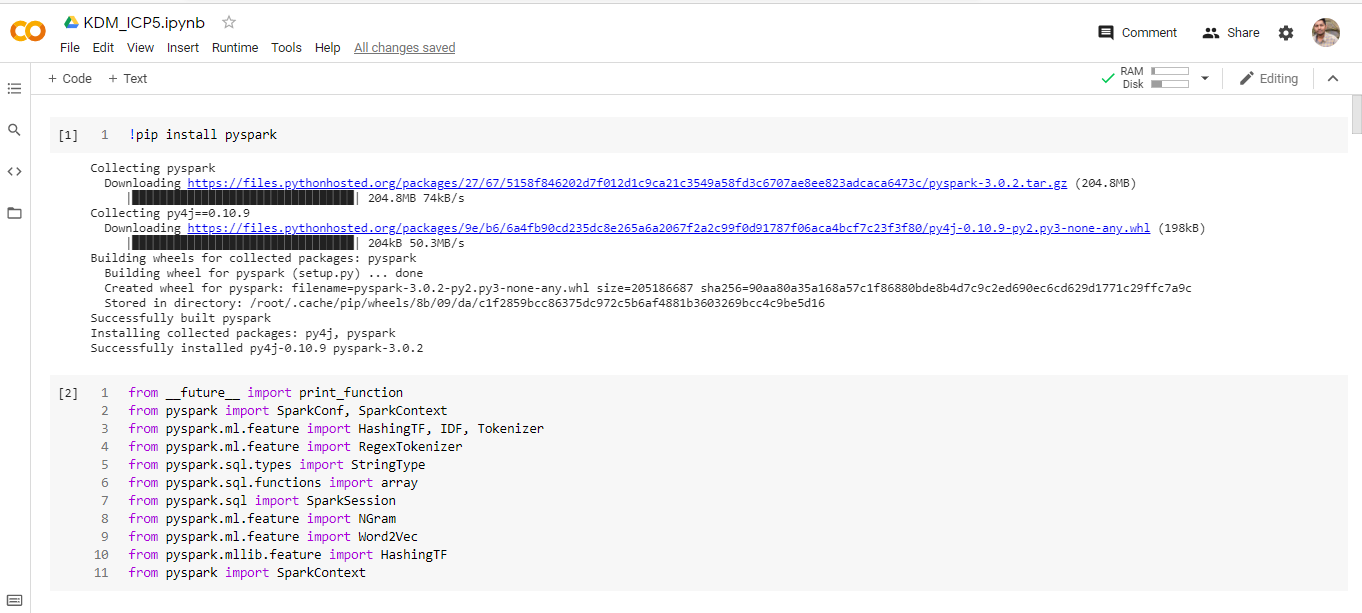 KDM_ICP5.ipynb
File Edit View Insert Runtime Tools Help All changes saved
Comment Share
+ Code + Text
RAM
Disk
Editing
[1] 1 !pip install pyspark
Collecting pyspark
Downloading https://files.pythonhosted.org/packages/27/67/5158f846202d7f012d1c9ca21c3549a58fd3c6707ae8ee823adcaca6473c/pyspark-3.0.2.tar.gz (204.8MB)
|████████████████████████████████| 204.8MB 74kB/s
Collecting py4j==0.10.9
Downloading https://files.pythonhosted.org/packages/9e/b6/6a4fb90cd235dc8e265a6a2067f2a2c99f0d91787f06aca4bcf7c23f3f80/py4j-0.10.9-py2.py3-none-any.whl (198kB)
|████████████████████████████████| 204kB 50.3MB/s
Building wheels for collected packages: pyspark
Building wheel for pyspark (setup.py) ... done
Created wheel for pyspark: filename=pyspark-3.0.2-py2.py3-none-any.whl size=205186687 sha256=90aa80a35a168a57c1f86880bde8b4d7c9c2ed690ec6cd629d1771c29ffc7a9c
Stored in directory: /root/.cache/pip/wheels/8b/09/da/c1f2859bcc86375dc972c5b6af4881b3603269bcc4c9be5d16
Successfully built pyspark
Installing collected packages: py4j, pyspark
Successfully installed py4j-0.10.9 pyspark-3.0.2
[2] 1 from __future__ import print_function
2 from pyspark import SparkConf, SparkContext
3 from pyspark.ml.feature import HashingTF, IDF, Tokenizer
4 from pyspark.ml.feature import RegexTokenizer
5 from pyspark.sql.types import StringType
6 from pyspark.sql.functions import array
7 from pyspark.sql import SparkSession
8 from pyspark.ml.feature import NGram
9 from pyspark.ml.feature import Word2Vec
10 from pyspark.mllib.feature import HashingTF
11 from pyspark import SparkContext